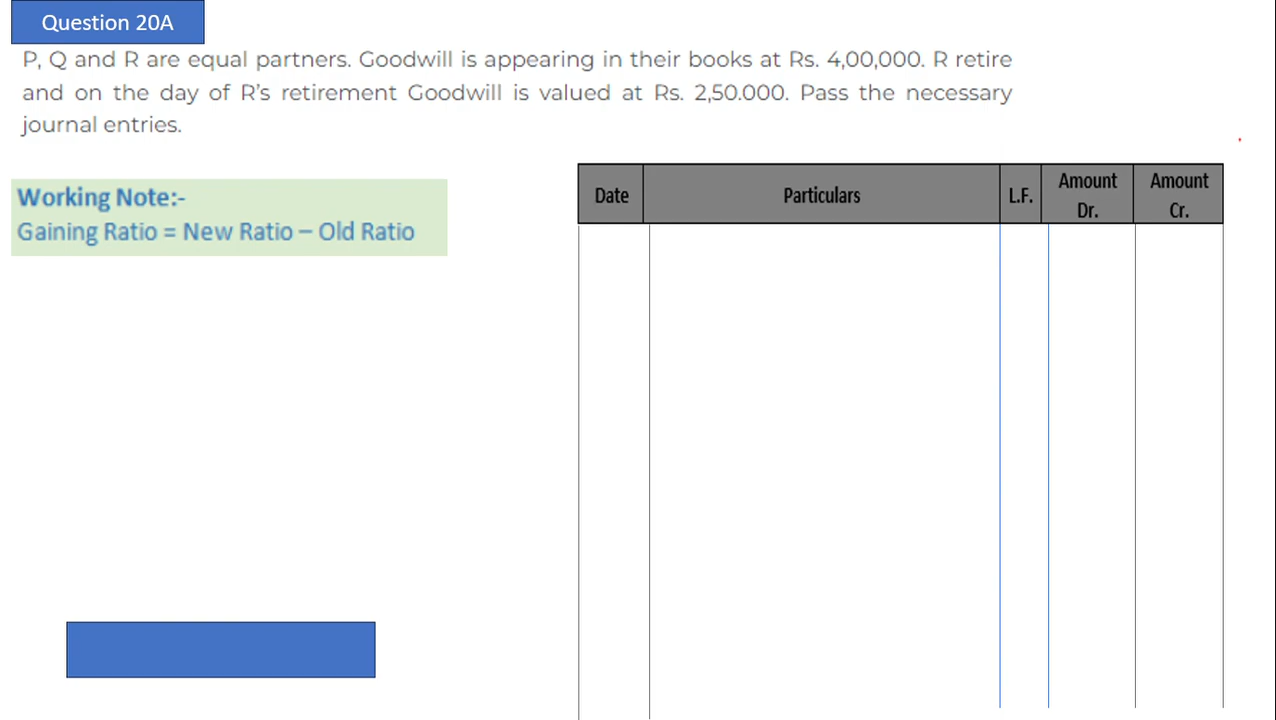 Question 20A
P, Q and R are equal partners. Goodwill is appearing in their books at Rs. 4,00,000. R retire
and on the day of R's retirement Goodwill is valued at Rs. 2,50.000. Pass the necessary
journal entries.
Working Note:-
Gaining Ratio = New Ratio – Old Ratio
Date Particulars L.F. Amount Dr. Amount Cr.